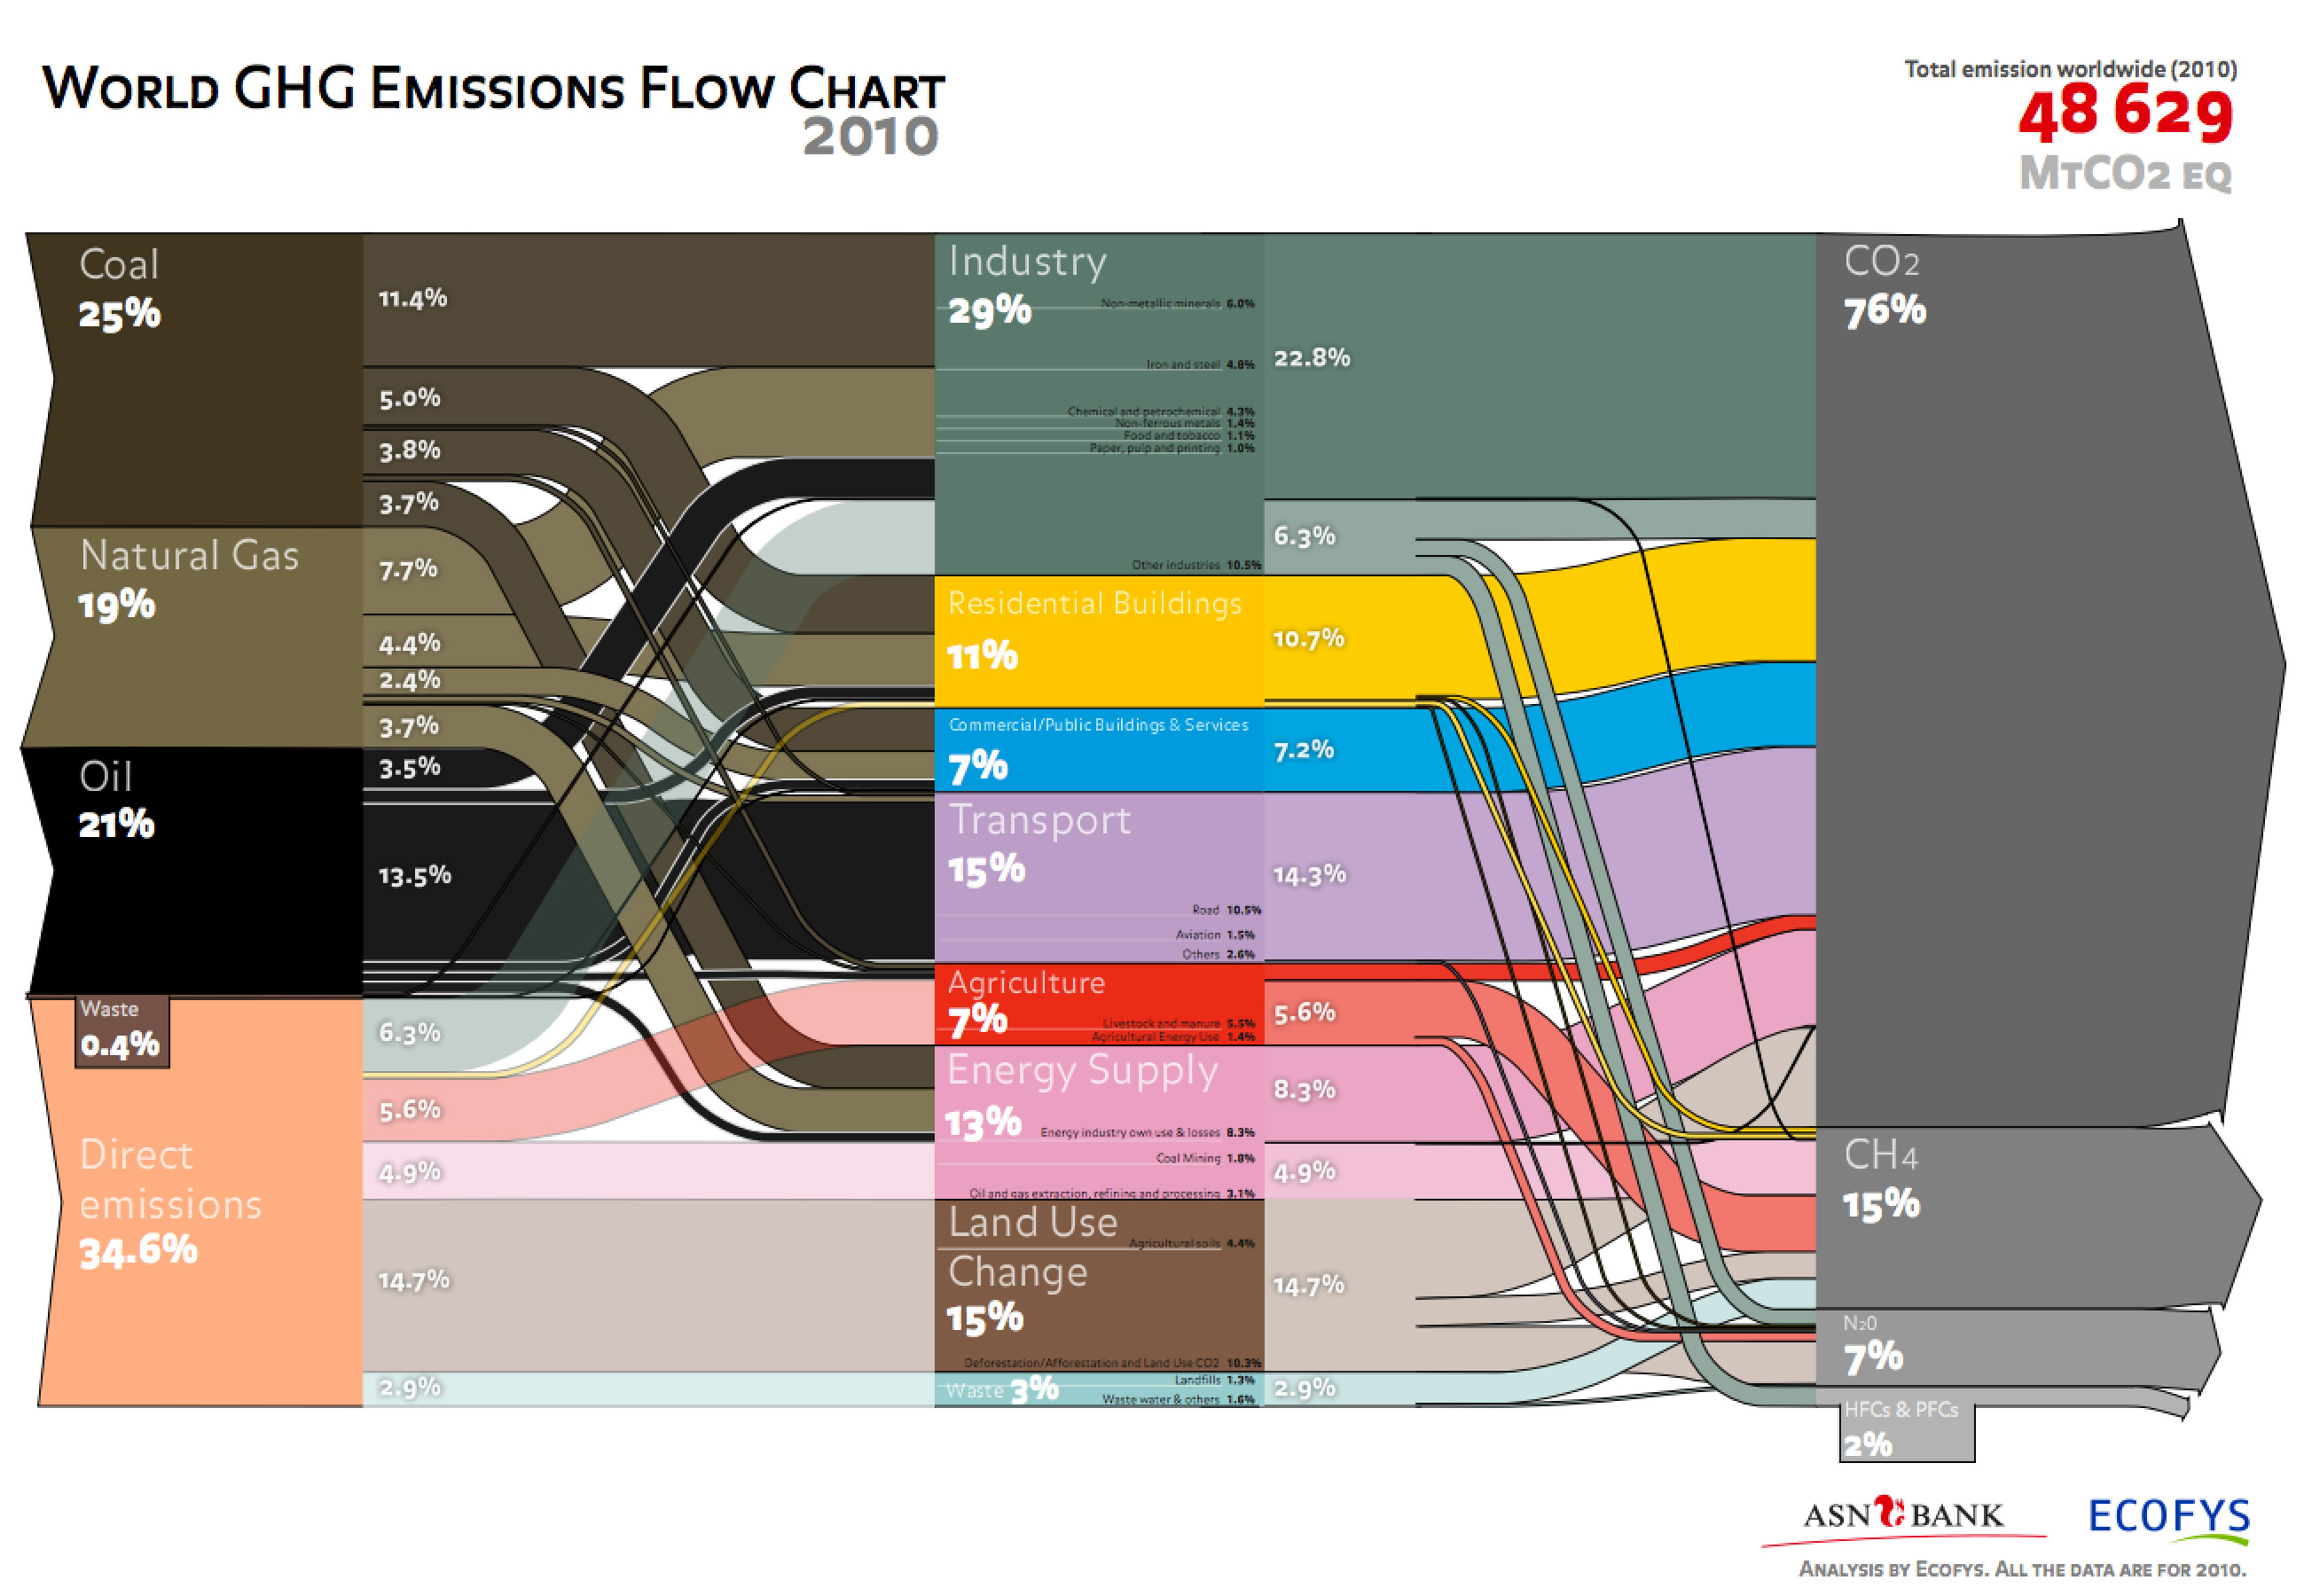 WORLD GHG EMISSIONS FLOW CHART
2010
Total emission worldwide (2010)
48 629
MTCO2 EQ
Coal
25%
Natural Gas
19%
Oil
21%
Waste
0.4%
Direct
emissions
34.6%
11.4%
5.0%
3.8%
3.7%
7.7%
4.4%
2.4%
3.7%
3.5%
13.5%
6.3%
5.6%
4.9%
14.7%
2.9%
Industry
29%
Non-metallic minerals 6.0%
Iron and steel 4.8%
Chemical and petrochemical 4.3%
Non-ferrous metals 1.4%
Food and tobacco 1.1%
Paper, pulp and printing 1.0%
Other industries 10.5%
Residential Buildings
11%
Commercial/Public Buildings & Services
7%
Transport
15%
Road 10.5%
Aviation 1.5%
Others 2.6%
Agriculture
7%
Livestock and manure 5.5%
Agricultural Energy Use 1.4%
Energy Supply
13%
Energy industry own use & losses 8.3%
Coal Mining 1.8%
Oil and gas extraction, refining and processing 3.1%
Land Use
Agricultural soils 4.4%
Change
15%
Deforestation/Afforestation and Land Use CO2 10.3%
Waste 3%
Landfills 1.3%
Waste water & others 1.6%
22.8%
6.3%
10.7%
7.2%
14.3%
5.6%
8.3%
4.9%
14.7%
2.9%
CO2
76%
CH4
15%
N20
7%
HFCs & PFCs
2%
ASN BANK
ECOFYS
ANALYSIS BY ECOFYS. ALL THE DATA ARE FOR 2010.